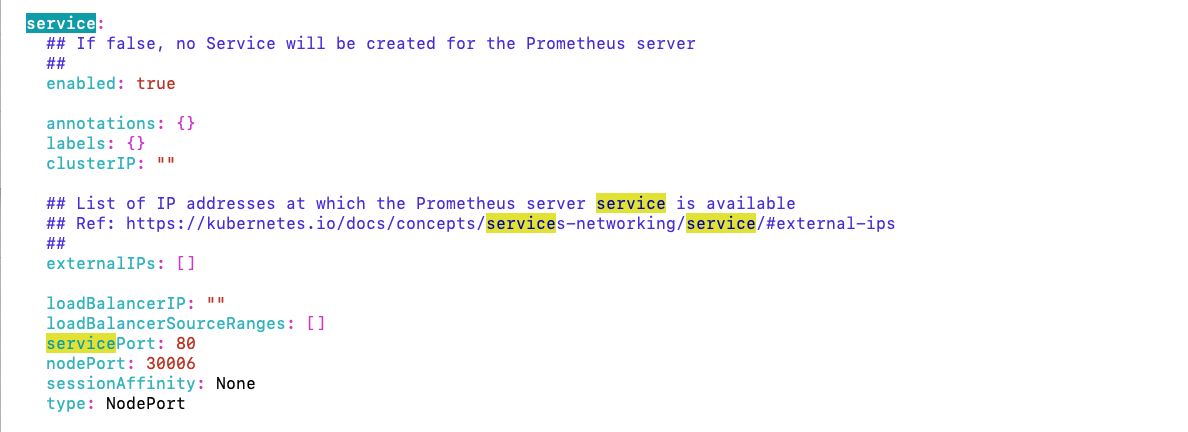 service:
## If false, no Service will be created for the Prometheus server
##
enabled: true
annotations: {}
labels: {}
clusterIP: ""
## List of IP addresses at which the Prometheus server service is available
## Ref: https://kubernetes.io/docs/concepts/services-networking/service/#external-ips
##
externalIPs: []
loadBalancerIP: ""
loadBalancerSourceRanges: []
servicePort: 80
nodePort: 30006
sessionAffinity: None
type: NodePort